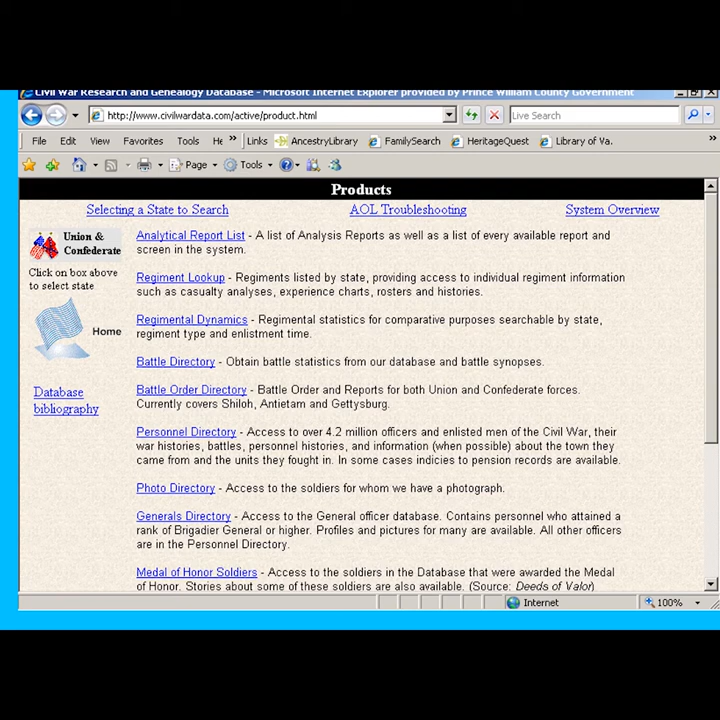 Civil War Research and Genealogy Database - Microsoft Internet Explorer provided by Prince William County Government
http://www.civilwardata.com/active/product.html
Live Search
File Edit View Favorites Tools He » Links AncestryLibrary FamilySearch HeritageQuest Library of Va. »
Page Tools
Products
Selecting a State to Search AOL Troubleshooting System Overview
Union &
Confederate
Click on box above
to select state
Home
Database
bibliography
Analytical Report List - A list of Analysis Reports as well as a list of every available report and
screen in the system.
Regiment Lookup - Regiments listed by state, providing access to individual regiment information
such as casualty analyses, experience charts, rosters and histories.
Regimental Dynamics - Regimental statistics for comparative purposes searchable by state,
regiment type and enlistment time.
Battle Directory - Obtain battle statistics from our database and battle synopses.
Battle Order Directory - Battle Order and Reports for both Union and Confederate forces.
Currently covers Shiloh, Antietam and Gettysburg.
Personnel Directory - Access to over 4.2 million officers and enlisted men of the Civil War, their
war histories, battles, personnel histories, and information (when possible) about the town they
came from and the units they fought in. In some cases indicies to pension records are available.
Photo Directory - Access to the soldiers for whom we have a photograph.
Generals Directory - Access to the General officer database. Contains personnel who attained a
rank of Brigadier General or higher. Profiles and pictures for many are available. All other officers
are in the Personnel Directory.
Medal of Honor Soldiers - Access to the soldiers in the Database that were awarded the Medal
of Honor. Stories about some of these soldiers are also available. (Source: Deeds of Valor)
Internet 100%